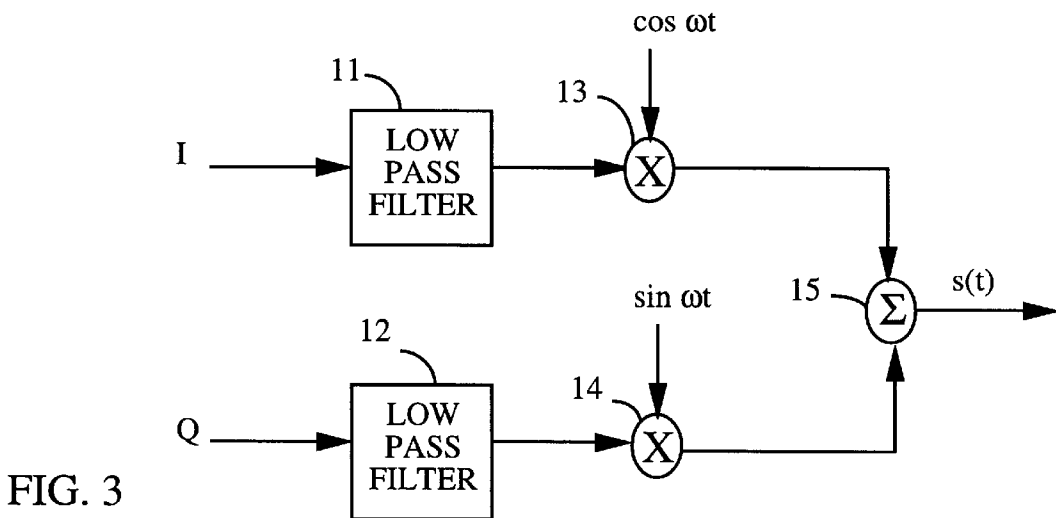 cos ωt
11
13
I
LOW
PASS
FILTER
X
sin ωt
15
s(t)
Σ
12
14
Q
LOW
PASS
FILTER
X
FIG. 3